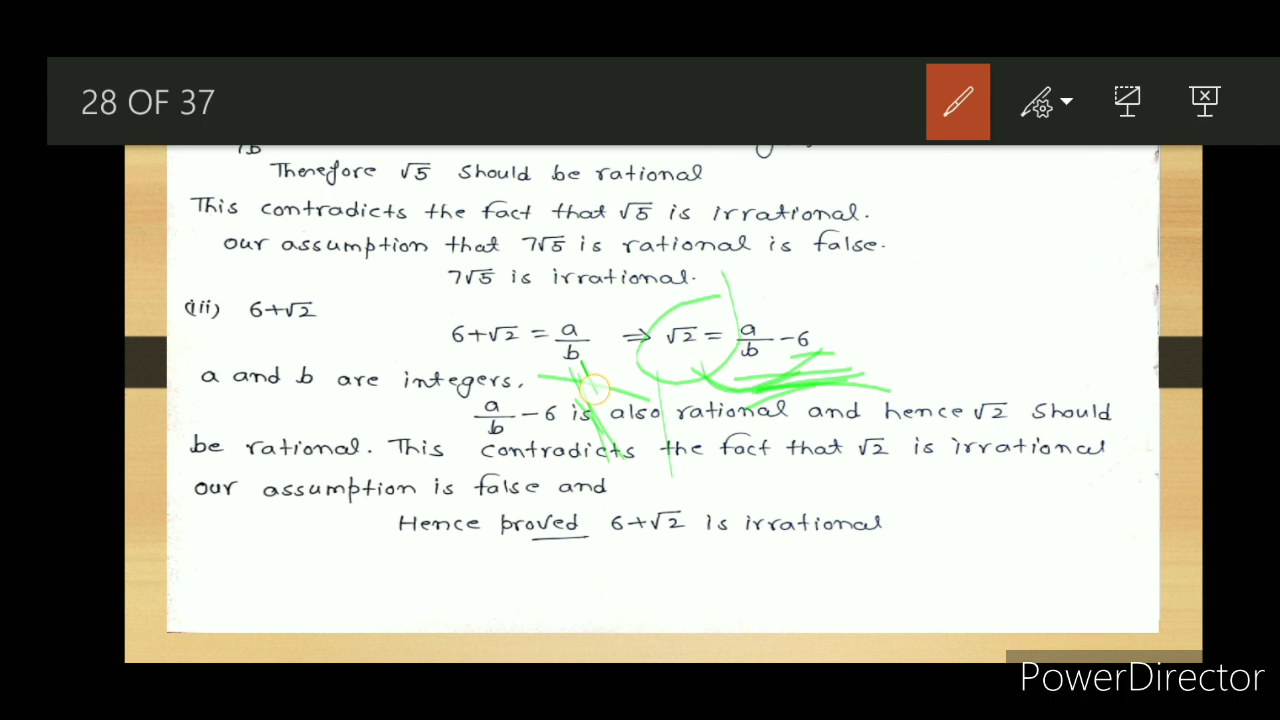 28 OF 37
Therefore √5 should be rational
This contradicts the fact that √5 is irrational.
our assumption that 7√5 is rational is false.
7√5 is irrational.
(iii) 6+√2
6+√2 = a/b ⇒ √2 = a/b - 6
a and b are integers.
a/b - 6 is also rational and hence √2 should
be rational. This contradicts the fact that √2 is irrational
our assumption is false and
Hence proved 6+√2 is irrational
PowerDirector